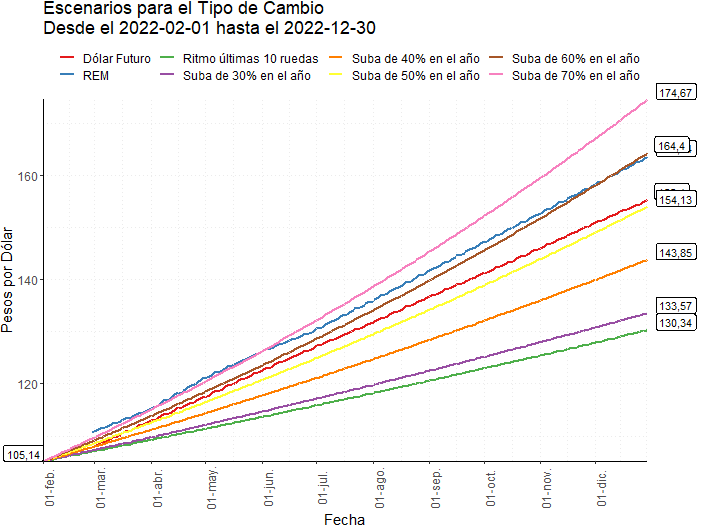 Escenarios para el Tipo de Cambio
Desde el 2022-02-01 hasta el 2022-12-30
Dólar Futuro
Ritmo últimas 10 ruedas
Suba de 40% en el año
Suba de 60% en el año
REM
Suba de 30% en el año
Suba de 50% en el año
Suba de 70% en el año
174,67
164,4
154,13
143,85
133,57
130,34
105,14
160
140
120
Pesos por Dólar
01-feb.
01-mar.
01-abr.
01-may.
01-jun.
01-jul.
01-ago.
01-sep.
01-oct.
01-nov.
01-dic.
Fecha